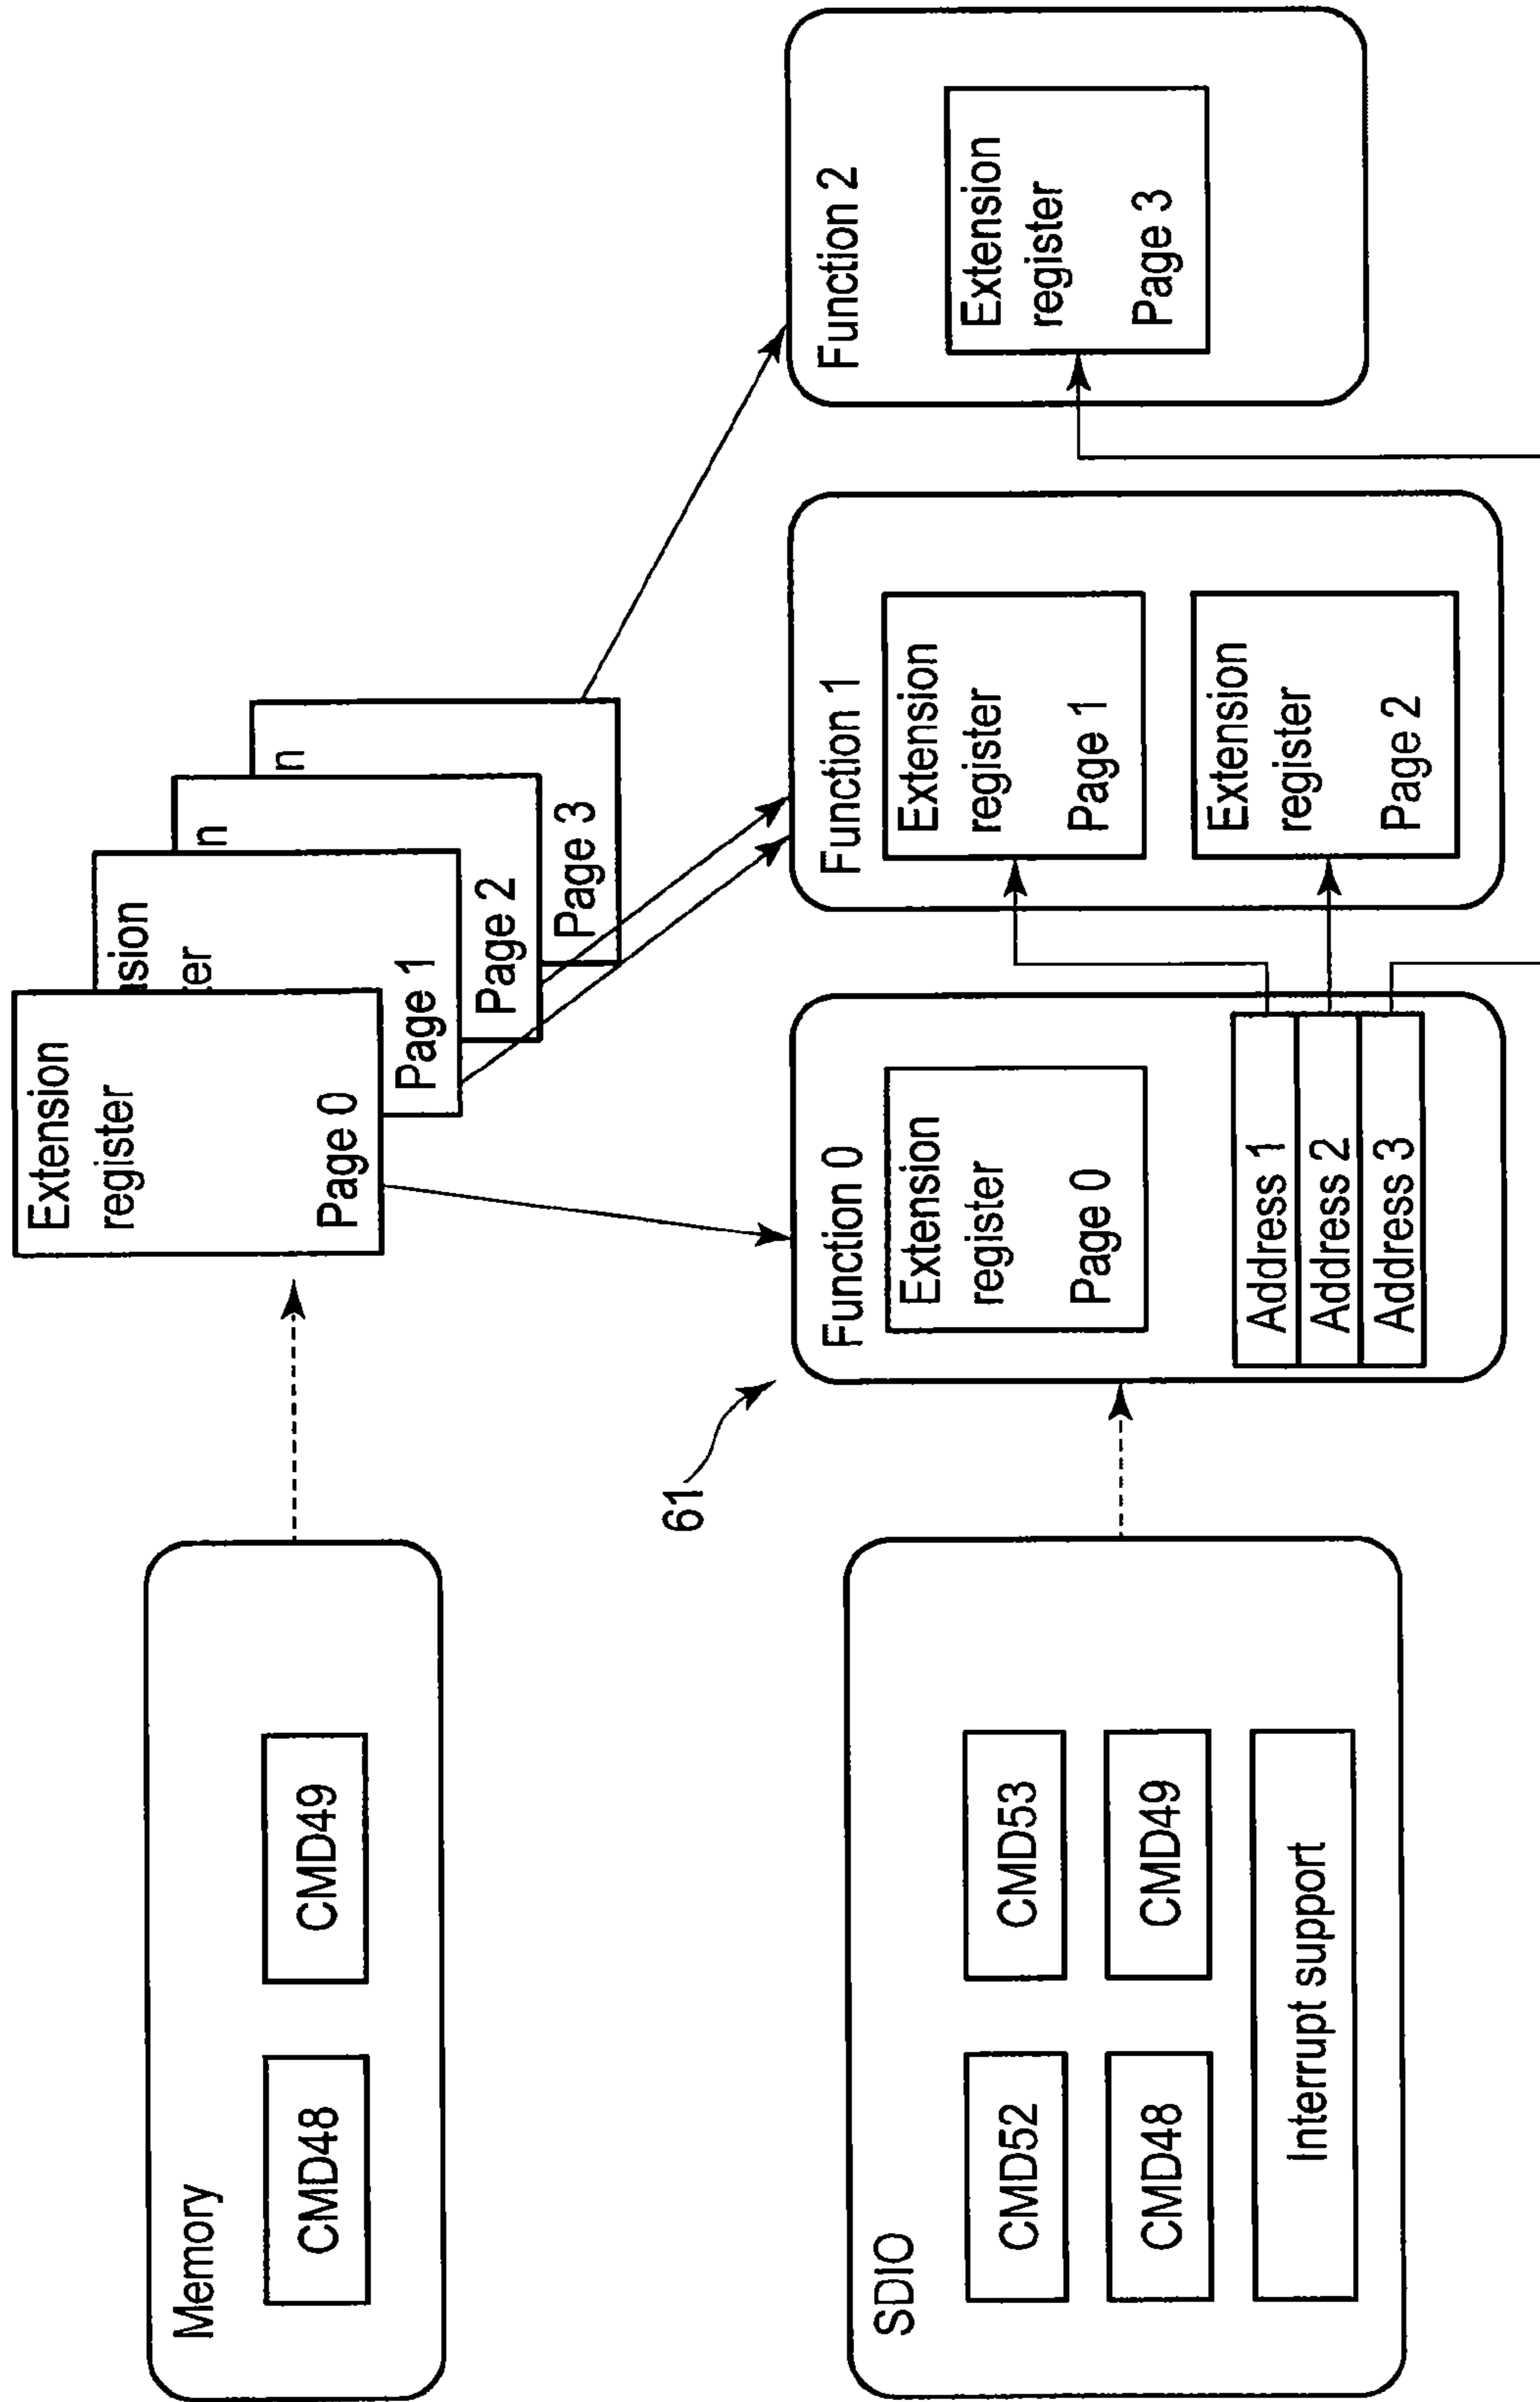 Memory
CMD48
CMD49
Extension
register
Page 0
sion
er
Page 1
n
Page 2
n
Page 3
61
SDIO
CMD52
CMD53
CMD48
CMD49
Interrupt support
Function 0
Extension
register
Page 0
Address 1
Address 2
Address 3
Function 1
Extension
register
Page 1
Extension
register
Page 2
Function 2
Extension
register
Page 3